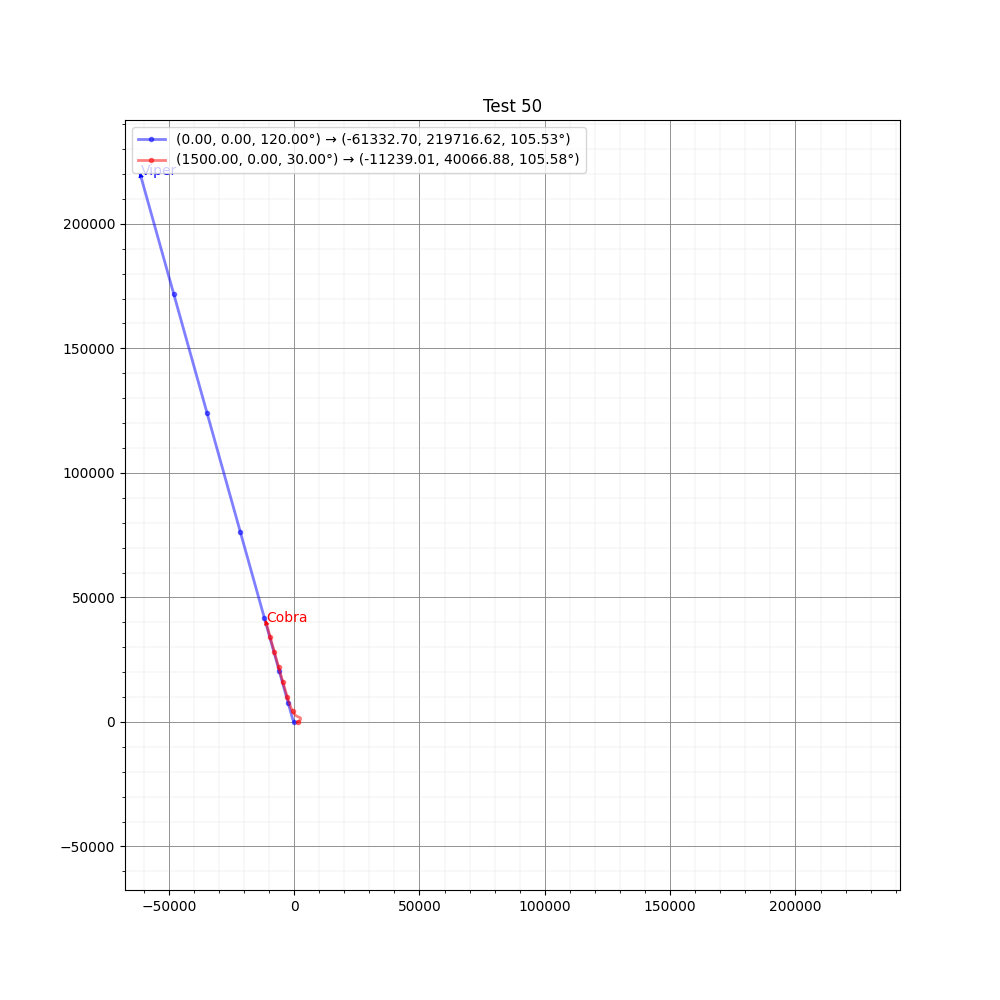 Test 50
(0.00, 0.00, 120.00°) → (-61332.70, 219716.62, 105.53°)
(1500.00, 0.00, 30.00°) → (-11239.01, 40066.88, 105.58°)
Viper
200000
150000
100000
50000
Cobra
0
−50000
−50000 0 50000 100000 150000 200000